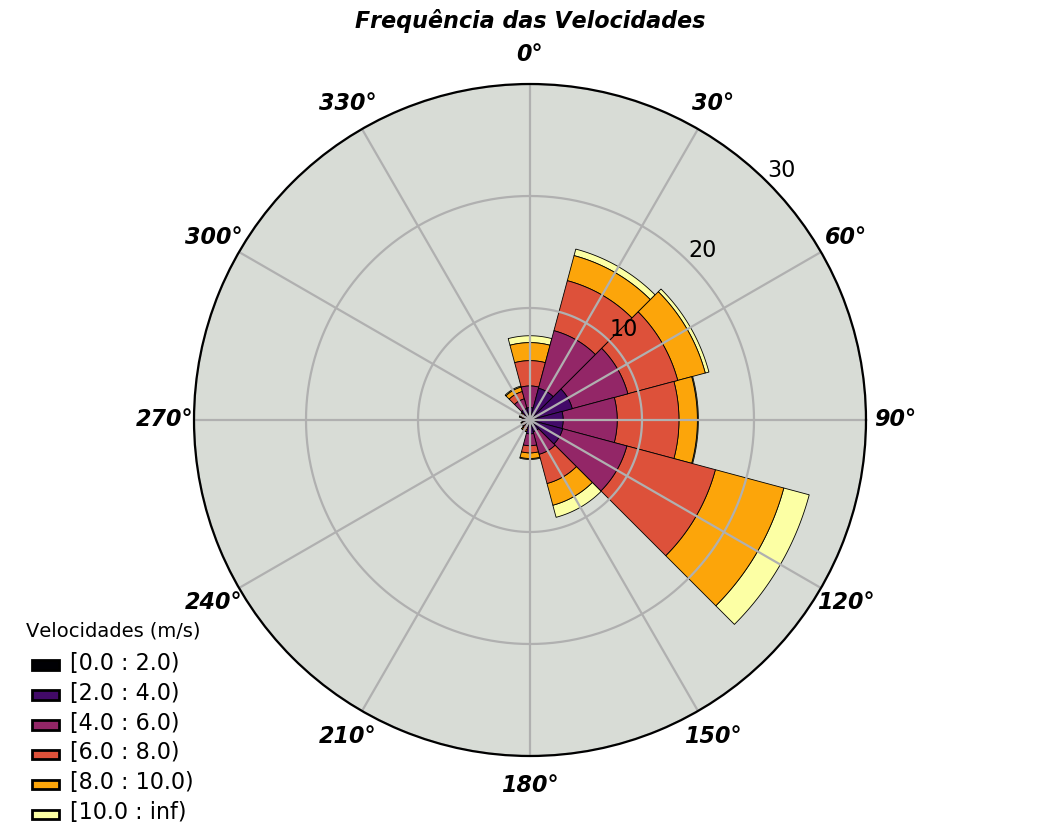 Frequência das Velocidades
0°
330°
30°
30
300°
60°
20
10
270°
90°
240°
120°
210°
150°
180°
Velocidades (m/s)
[0.0 : 2.0)
[2.0 : 4.0)
[4.0 : 6.0)
[6.0 : 8.0)
[8.0 : 10.0)
[10.0 : inf)